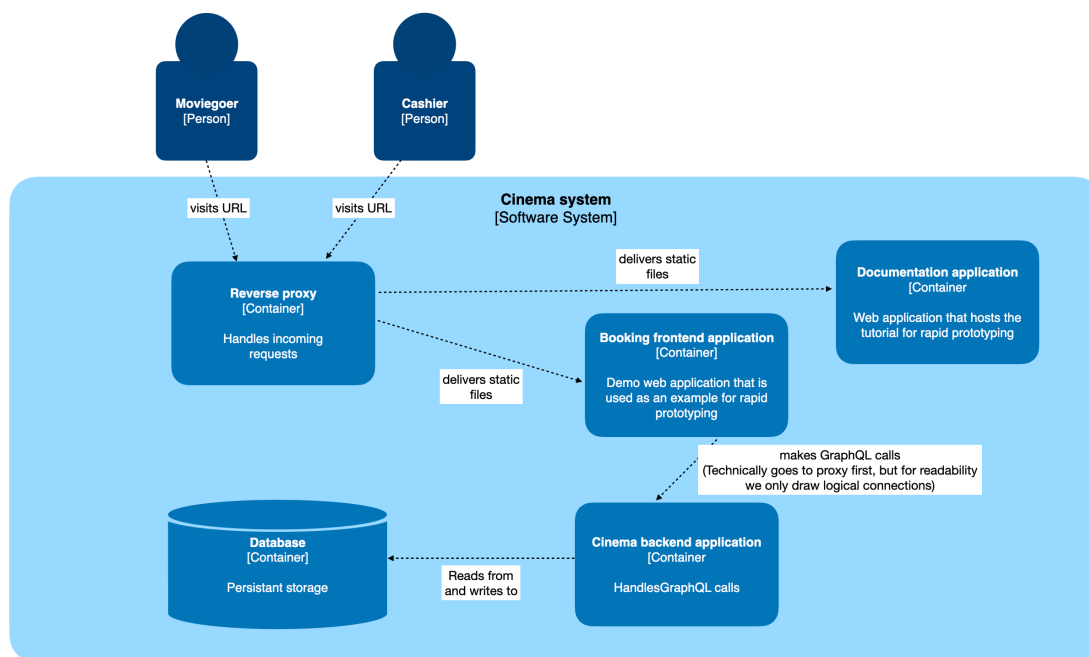 Moviegoer
[Person]
Cashier
[Person]
visits URL
visits URL
Cinema system
[Software System]
delivers static
files
Documentation application
[Container
Web application that hosts the
tutorial for rapid prototyping
Reverse proxy
[Container]
Handles incoming
requests
Booking frontend application
[Container]
Demo web application that is
used as an example for rapid
prototyping
delivers static
files
makes GraphQL calls
(Technically goes to proxy first, but for readability
we only draw logical connections)
Database
[Container]
Persistant storage
Reads from
and writes to
Cinema backend application
[Container
HandlesGraphQL calls